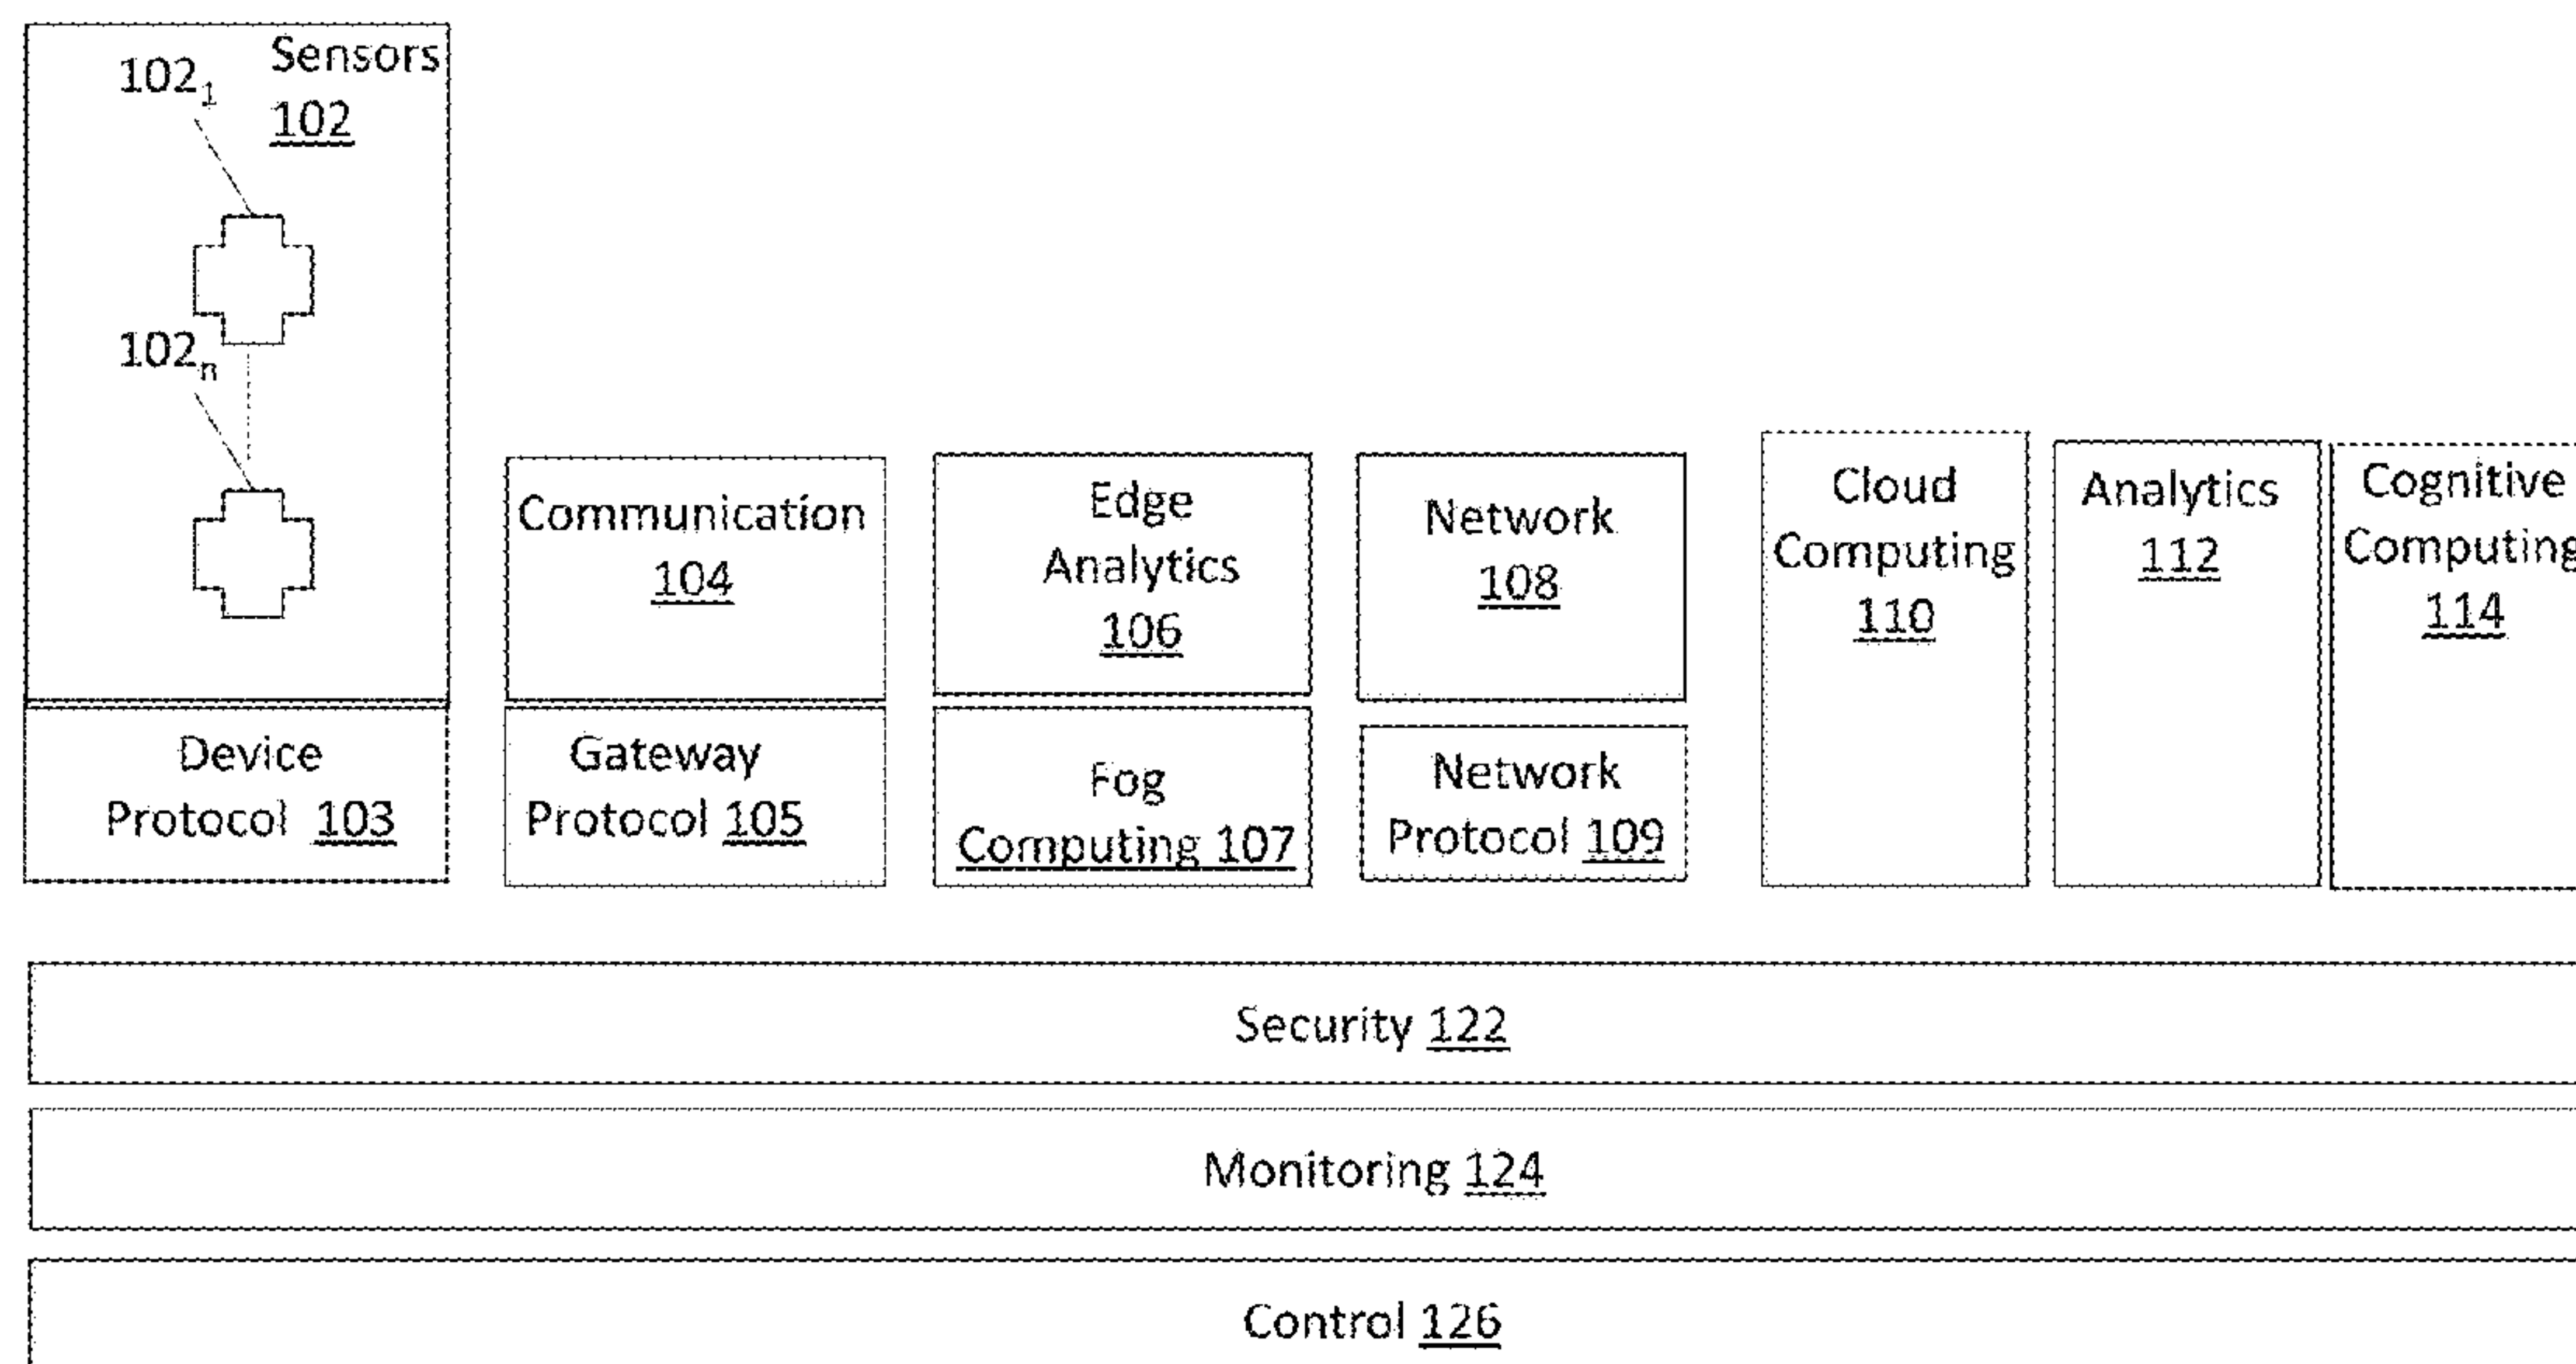 Sensors
102
102₁
102ₙ
Device
Protocol 103
Communication
104
Gateway
Protocol 105
Edge
Analytics
106
Fog
Computing 107
Network
108
Network
Protocol 109
Cloud
Computing
110
Analytics
112
Cognitive
Computing
114
Security 122
Monitoring 124
Control 126